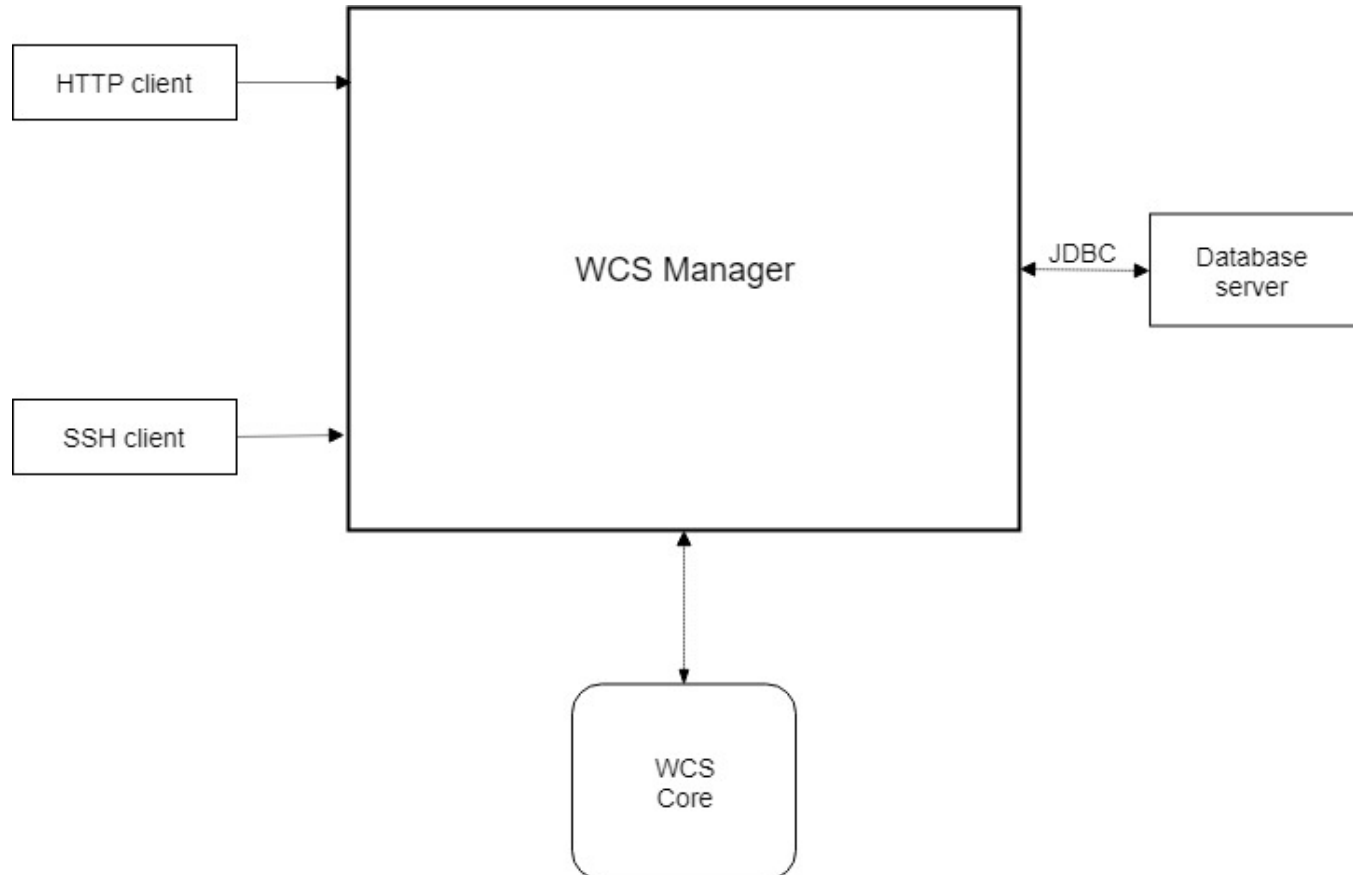 HTTP client
WCS Manager
JDBC
Database
server
SSH client
WCS
Core